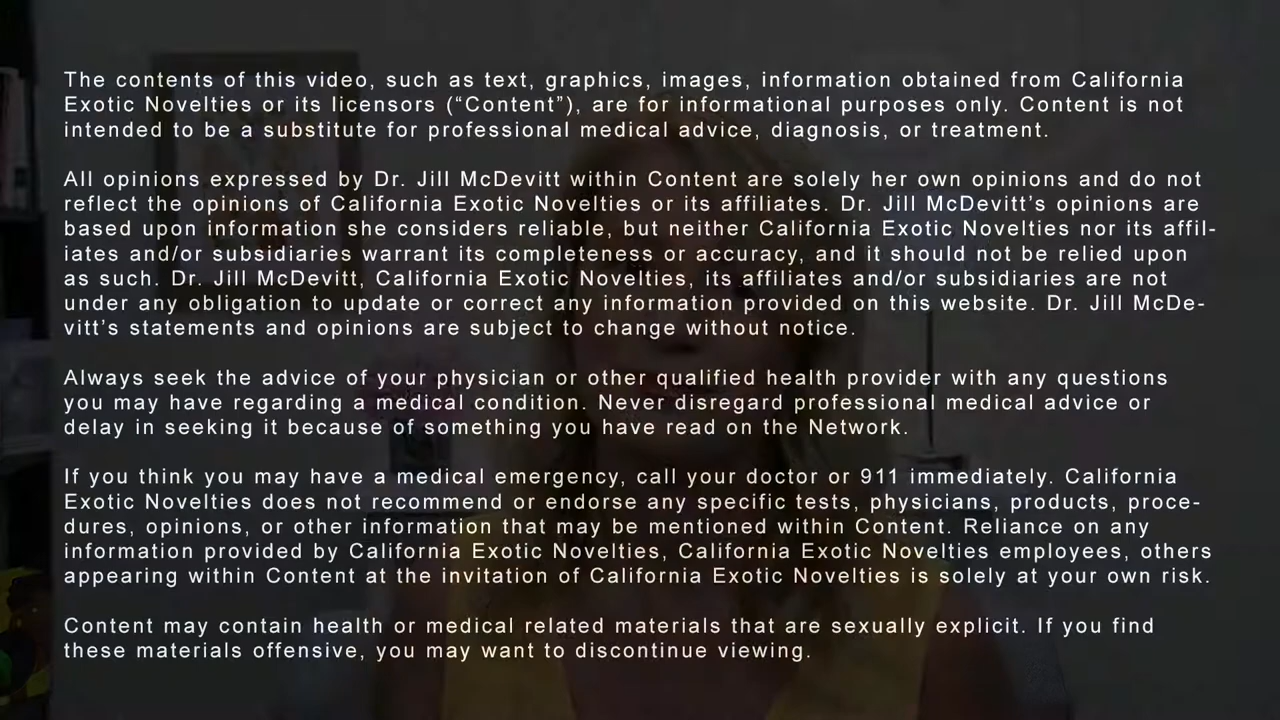 The contents of this video, such as text, graphics, images, information obtained from California
Exotic Novelties or its licensors (“Content”), are for informational purposes only. Content is not
intended to be a substitute for professional medical advice, diagnosis, or treatment.
All opinions expressed by Dr. Jill McDevitt within Content are solely her own opinions and do not
reflect the opinions of California Exotic Novelties or its affiliates. Dr. Jill McDevitt’s opinions are
based upon information she considers reliable, but neither California Exotic Novelties nor its affil-
iates and/or subsidiaries warrant its completeness or accuracy, and it should not be relied upon
as such. Dr. Jill McDevitt, California Exotic Novelties, its affiliates and/or subsidiaries are not
under any obligation to update or correct any information provided on this website. Dr. Jill McDe-
vitt’s statements and opinions are subject to change without notice.
Always seek the advice of your physician or other qualified health provider with any questions
you may have regarding a medical condition. Never disregard professional medical advice or
delay in seeking it because of something you have read on the Network.
If you think you may have a medical emergency, call your doctor or 911 immediately. California
Exotic Novelties does not recommend or endorse any specific tests, physicians, products, proce-
dures, opinions, or other information that may be mentioned within Content. Reliance on any
information provided by California Exotic Novelties, California Exotic Novelties employees, others
appearing within Content at the invitation of California Exotic Novelties is solely at your own risk.
Content may contain health or medical related materials that are sexually explicit. If you find
these materials offensive, you may want to discontinue viewing.